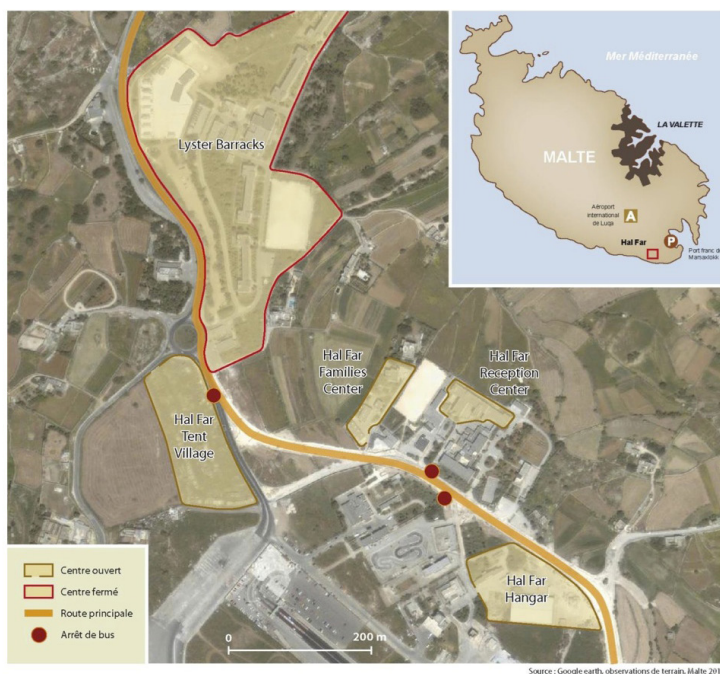 Lyster Barracks
Hal Far
Families
Center
Hal Far
Reception
Center
Hal Far
Tent
Village
Hal Far
Hangar
Mer Méditerranée
LA VALETTE
MALTE
Aéroport
international
de Luqa
A
Hal Far
P
Port franc de
Marsaxlokk
Centre ouvert
Centre fermé
Route principale
Arrêt de bus
0 200 m
Source : Google earth, observations de terrain, Malte 201